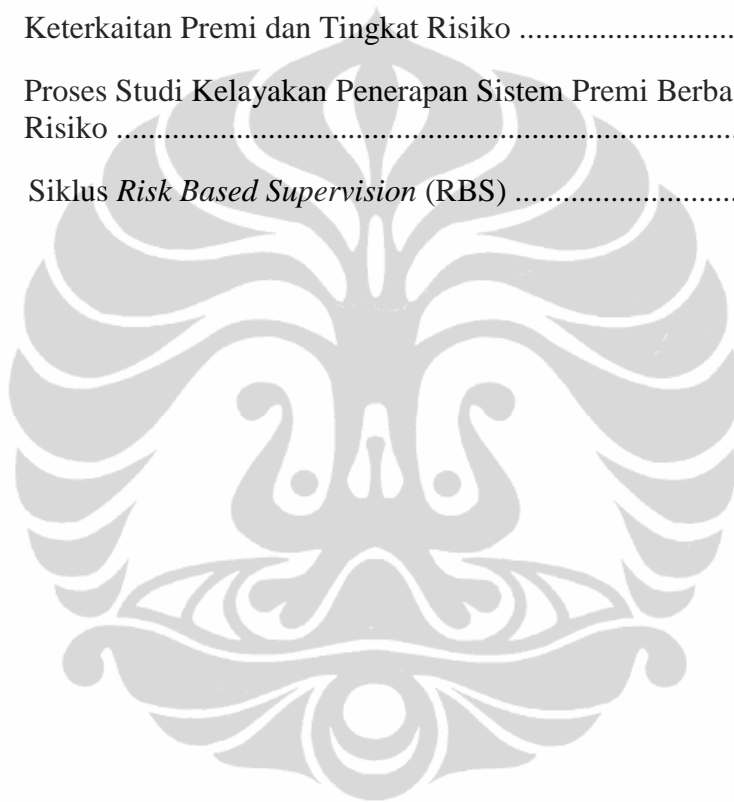 Keterkaitan Premi dan Tingkat Risiko ...........................
Proses Studi Kelayakan Penerapan Sistem Premi Berba
Risiko ..............................................................................
Siklus Risk Based Supervision (RBS) ............................